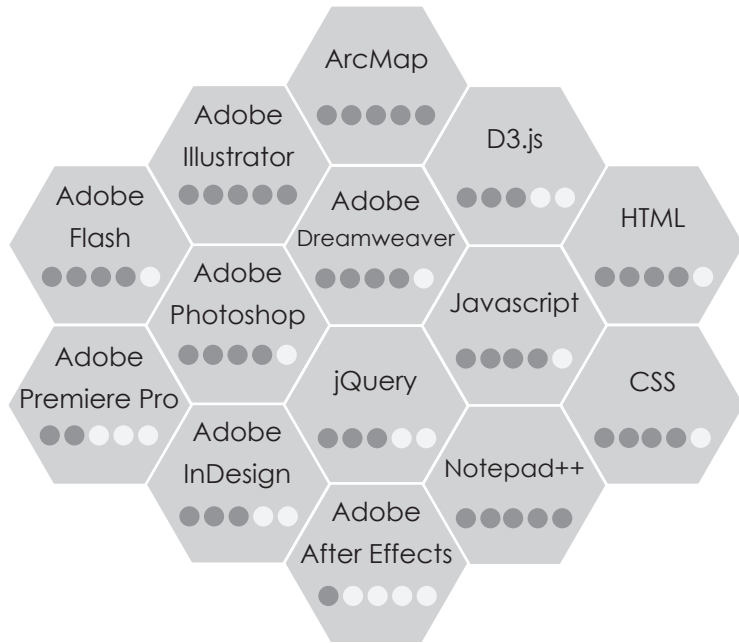 ArcMap
Adobe
Illustrator
D3.js
Adobe
Flash
Adobe
Dreamweaver
HTML
Adobe
Photoshop
Javascript
Adobe
Premiere Pro
jQuery
CSS
Adobe
InDesign
Notepad++
Adobe
After Effects